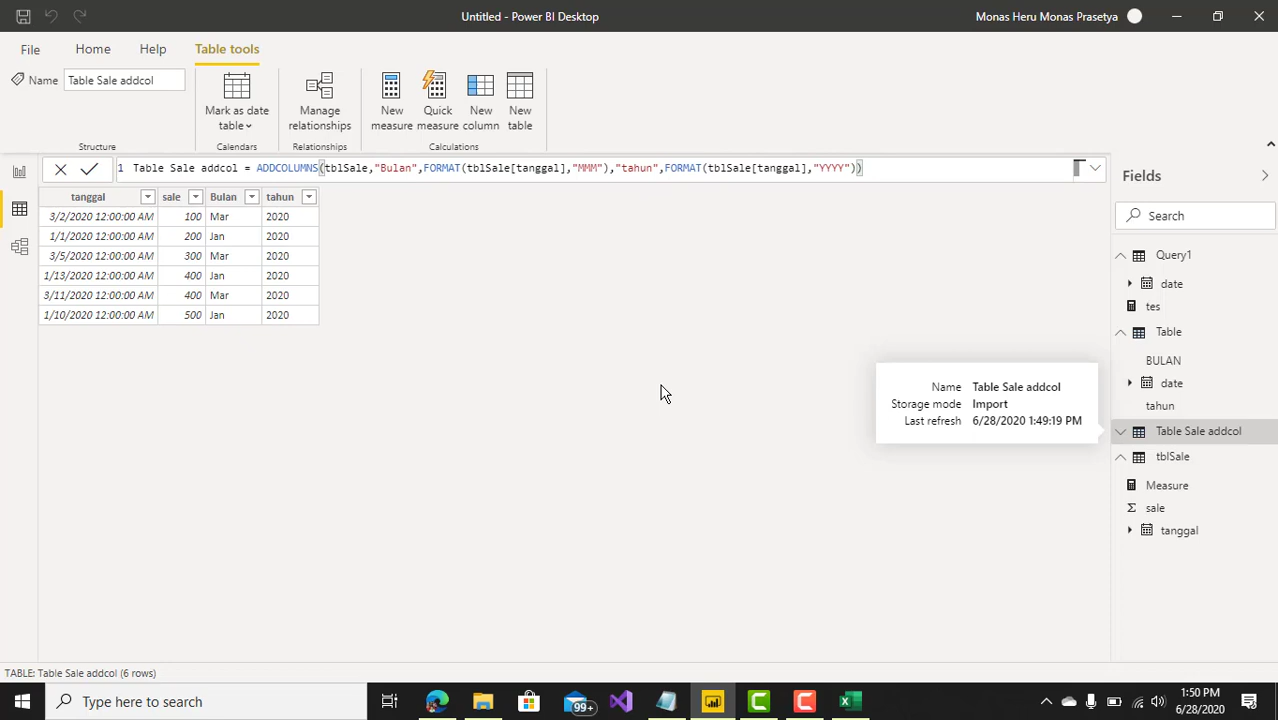 Untitled - Power BI Desktop
Monas Heru Monas Prasetya
File
Home
Help
Table tools
Name
Table Sale addcol
Mark as date table
Manage relationships
New measure
Quick measure
New column
New table
Structure
Calendars
Relationships
Calculations
1 Table Sale addcol = ADDCOLUMNS(tblSale,"Bulan",FORMAT(tblSale[tanggal],"MMM"),"tahun",FORMAT(tblSale[tanggal],"YYYY"))
tanggal sale Bulan tahun
3/2/2020 12:00:00 AM 100 Mar 2020
1/1/2020 12:00:00 AM 200 Jan 2020
3/5/2020 12:00:00 AM 300 Mar 2020
1/13/2020 12:00:00 AM 400 Jan 2020
3/11/2020 12:00:00 AM 400 Mar 2020
1/10/2020 12:00:00 AM 500 Jan 2020
Name Table Sale addcol
Storage mode Import
Last refresh 6/28/2020 1:49:19 PM
Fields
Search
Query1
date
tes
Table
BULAN
date
tahun
Table Sale addcol
tblSale
Measure
sale
tanggal
TABLE: Table Sale addcol (6 rows)
Type here to search
99+
1:50 PM
6/28/2020